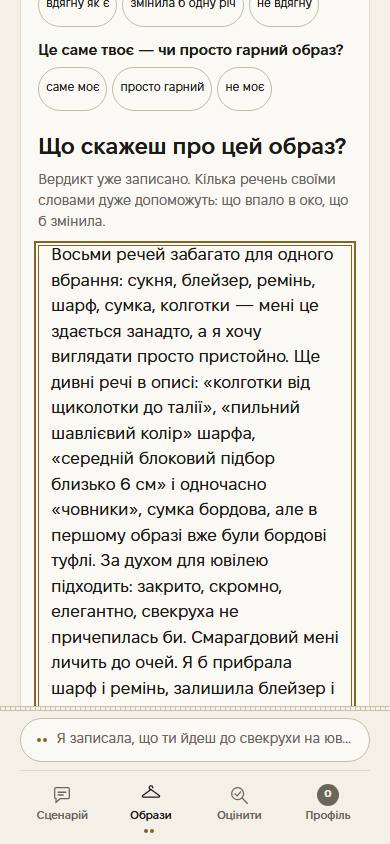 вдягну як є
змінила б одну річ
не вдягну
Це саме твоє — чи просто гарний образ?
саме моє
просто гарний
не моє
Що скажеш про цей образ?
Вердикт уже записано. Кілька речень своїми
словами дуже допоможуть: що впало в око, що
б змінила.
Восьми речей забагато для одного
вбрання: сукня, блейзер, ремінь,
шарф, сумка, колготки — мені це
здається занадто, а я хочу
виглядати просто пристойно. Ще
дивні речі в описі: «колготки від
щиколотки до талії», «пильний
шавлієвий колір» шарфа,
«середній блоковий підбор
близько 6 см» і одночасно
«човники», сумка бордова, але в
першому образі вже були бордові
туфлі. За духом для ювілею
підходить: закрито, скромно,
елегантно, свекруха не
причепилась би. Смарагдовий мені
личить до очей. Я б прибрала
шарф і ремінь, залишила блейзер і
Я записала, що ти йдеш до свекрухи на юв…
Сценарій
Образи
Оцінити
0
Профіль